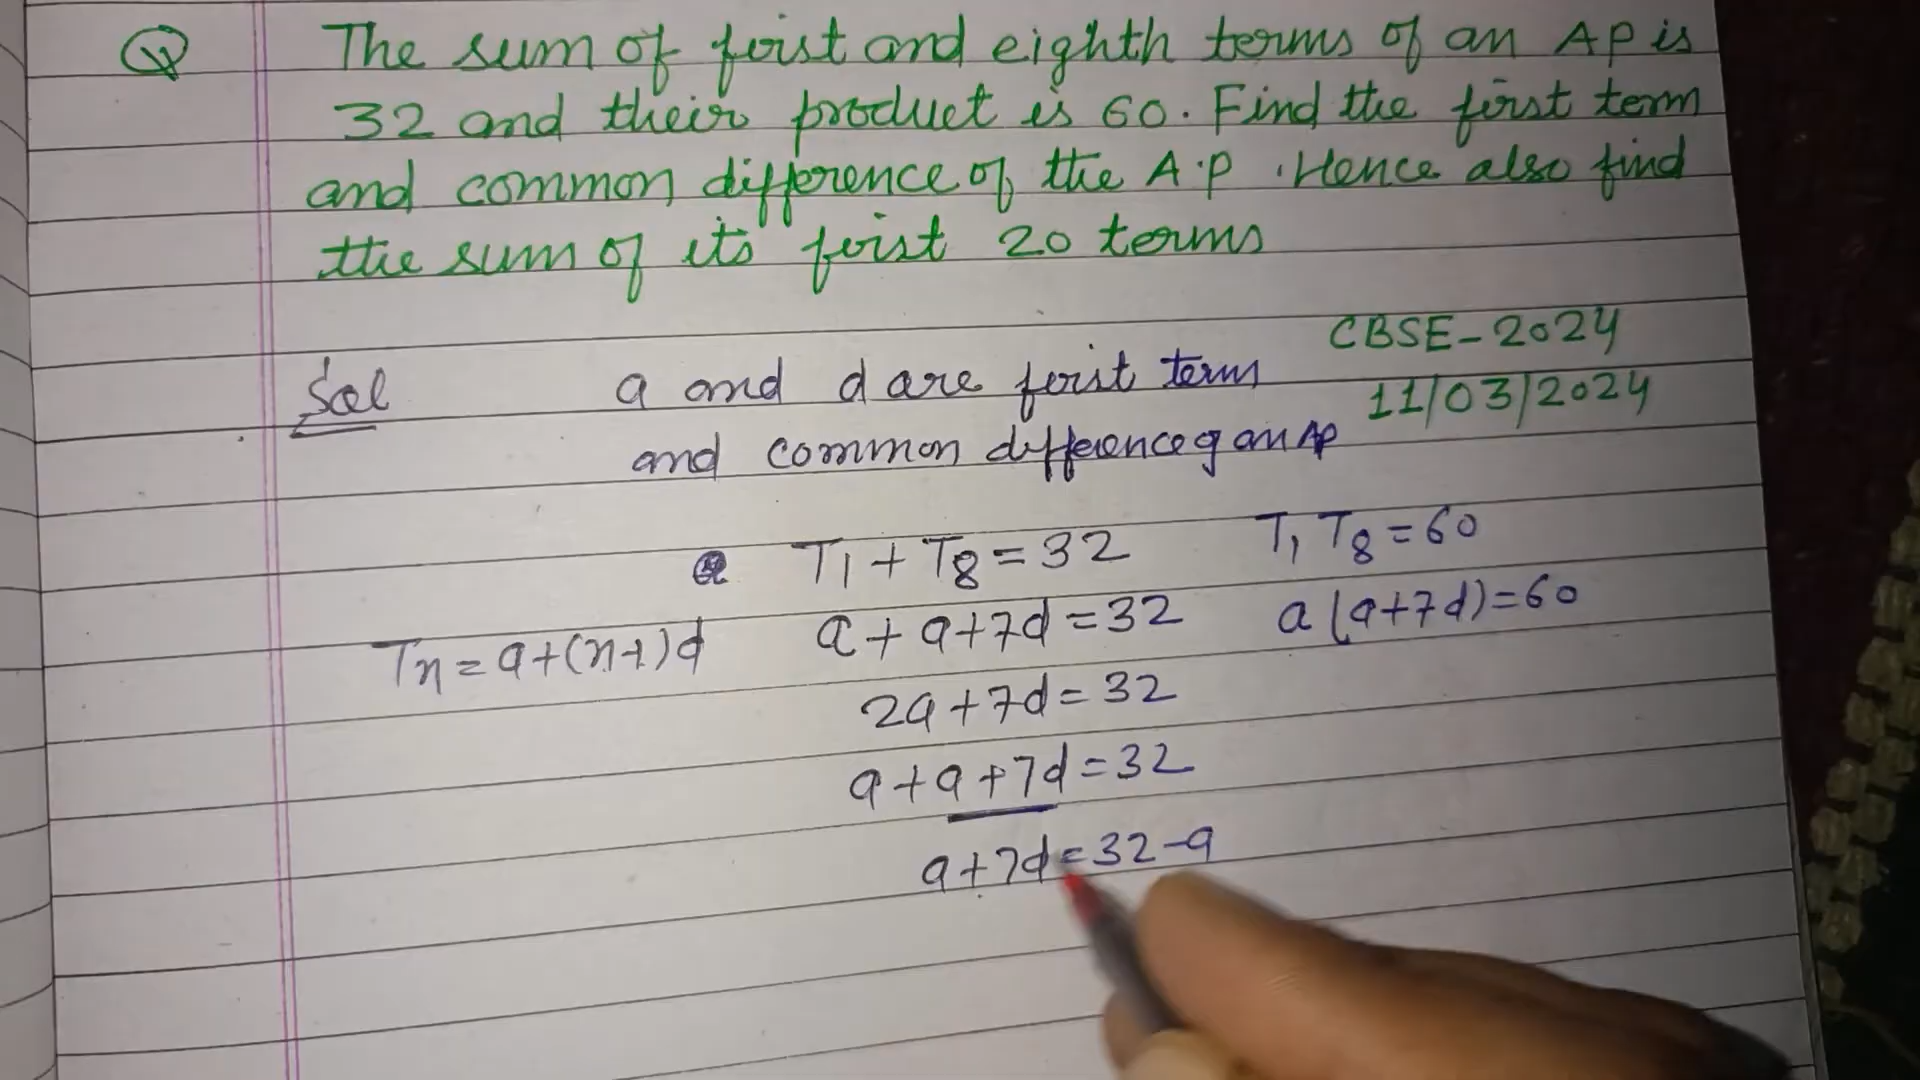 Q The sum of first and eighth terms of an AP is
32 and their product is 60. Find the first term
and common difference of the A.P. Hence also find
the sum of its first 20 terms
CBSE-2024
11/03/2024
Sol a and d are first term
and common difference of an AP
T1 + T8 = 32 T1 T8 = 60
Tn = a+(n-1)d a + a+7d = 32 a(a+7d)=60
2a+7d = 32
a+a+7d = 32
a+7d = 32-a